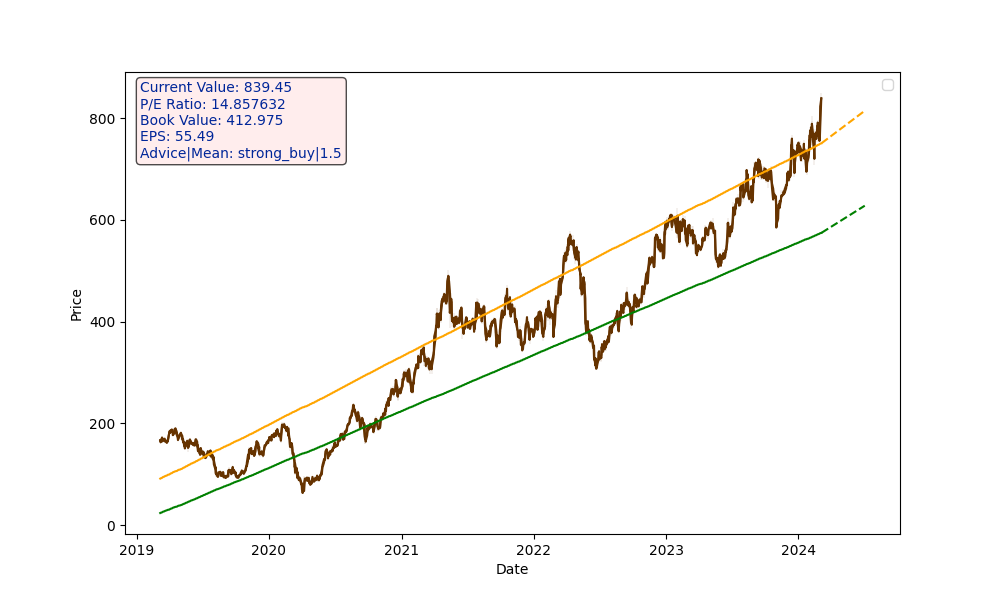 Current Value: 839.45
P/E Ratio: 14.857632
Book Value: 412.975
EPS: 55.49
Advice|Mean: strong_buy|1.5
Price
800
600
400
200
0
2019 2020 2021 2022 2023 2024
Date